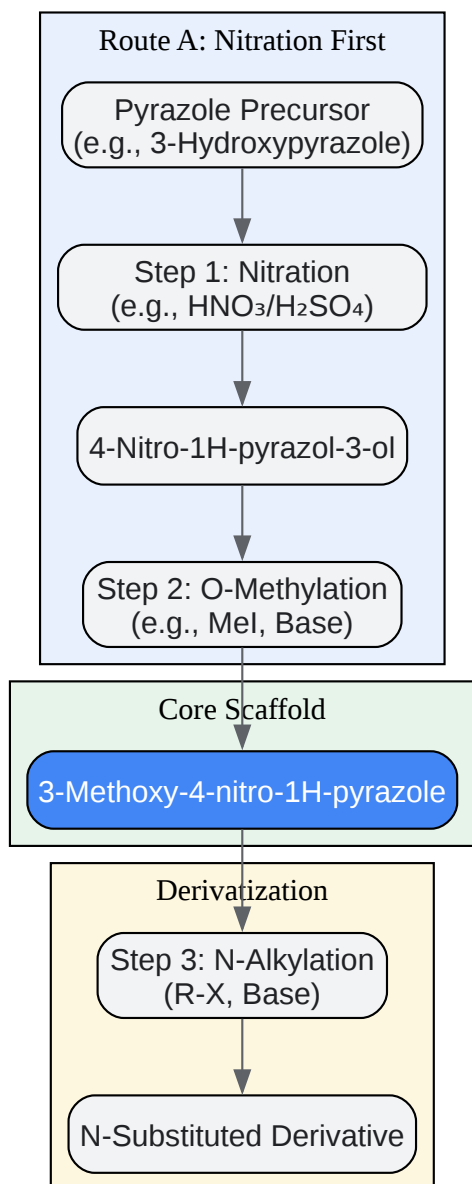 Route A: Nitration First
Pyrazole Precursor
(e.g., 3-Hydroxypyrazole)
Step 1: Nitration
(e.g., HNO₃/H₂SO₄)
4-Nitro-1H-pyrazol-3-ol
Step 2: O-Methylation
(e.g., MeI, Base)
Core Scaffold
3-Methoxy-4-nitro-1H-pyrazole
Derivatization
Step 3: N-Alkylation
(R-X, Base)
N-Substituted Derivative